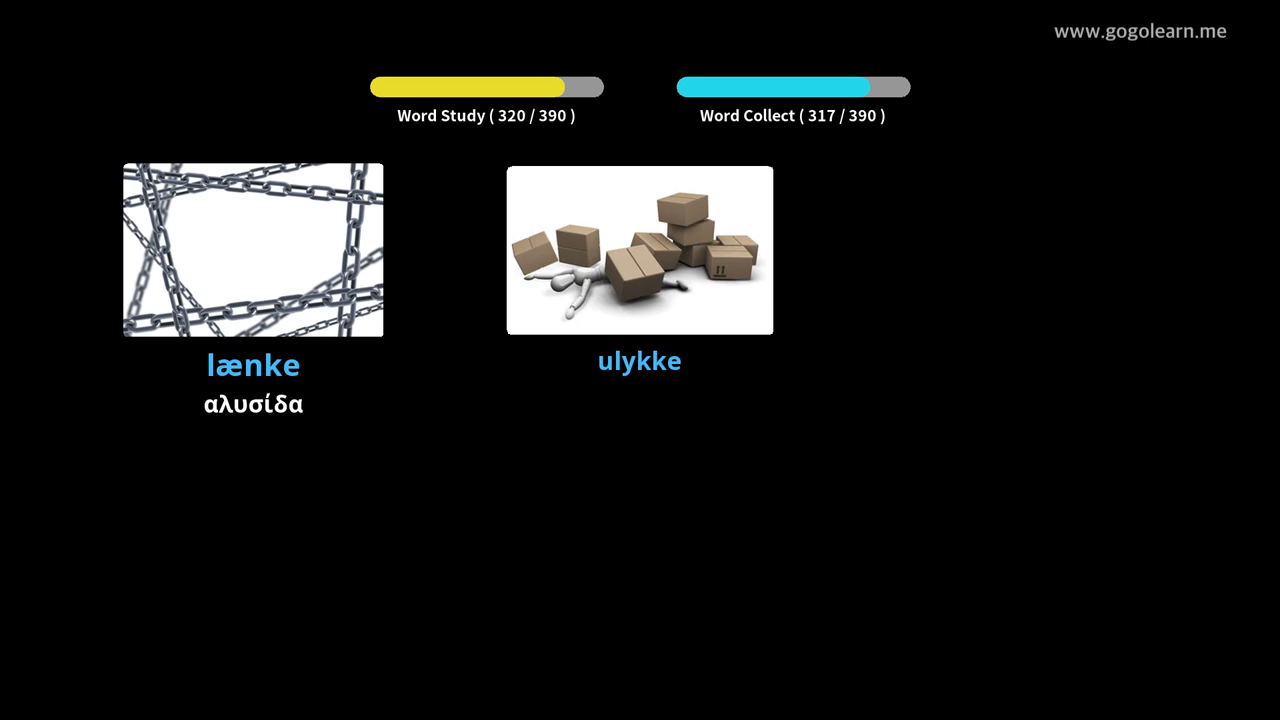 www.gogolearn.me
Word Study ( 320 / 390 )
Word Collect ( 317 / 390 )
lænke
αλυσίδα
ulykke